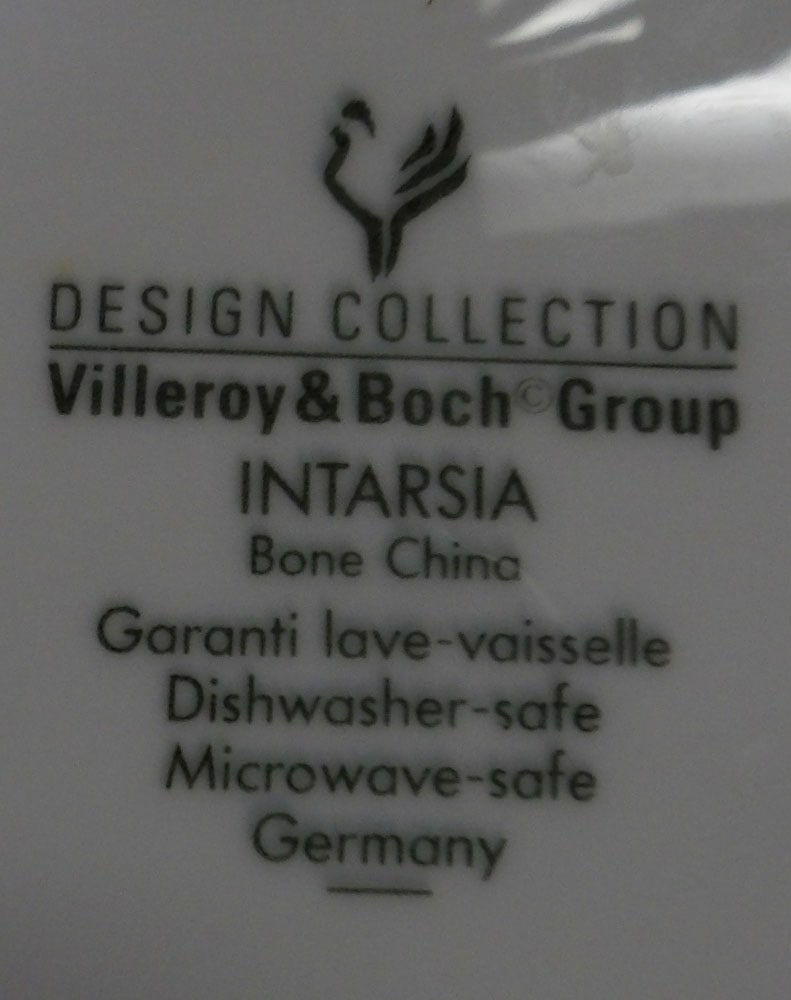 DESIGN COLLECTION
Villeroy & Boch © Group
INTARSIA
Bone China
Garanti lave-vaisselle
Dishwasher-safe
Microwave-safe
Germany